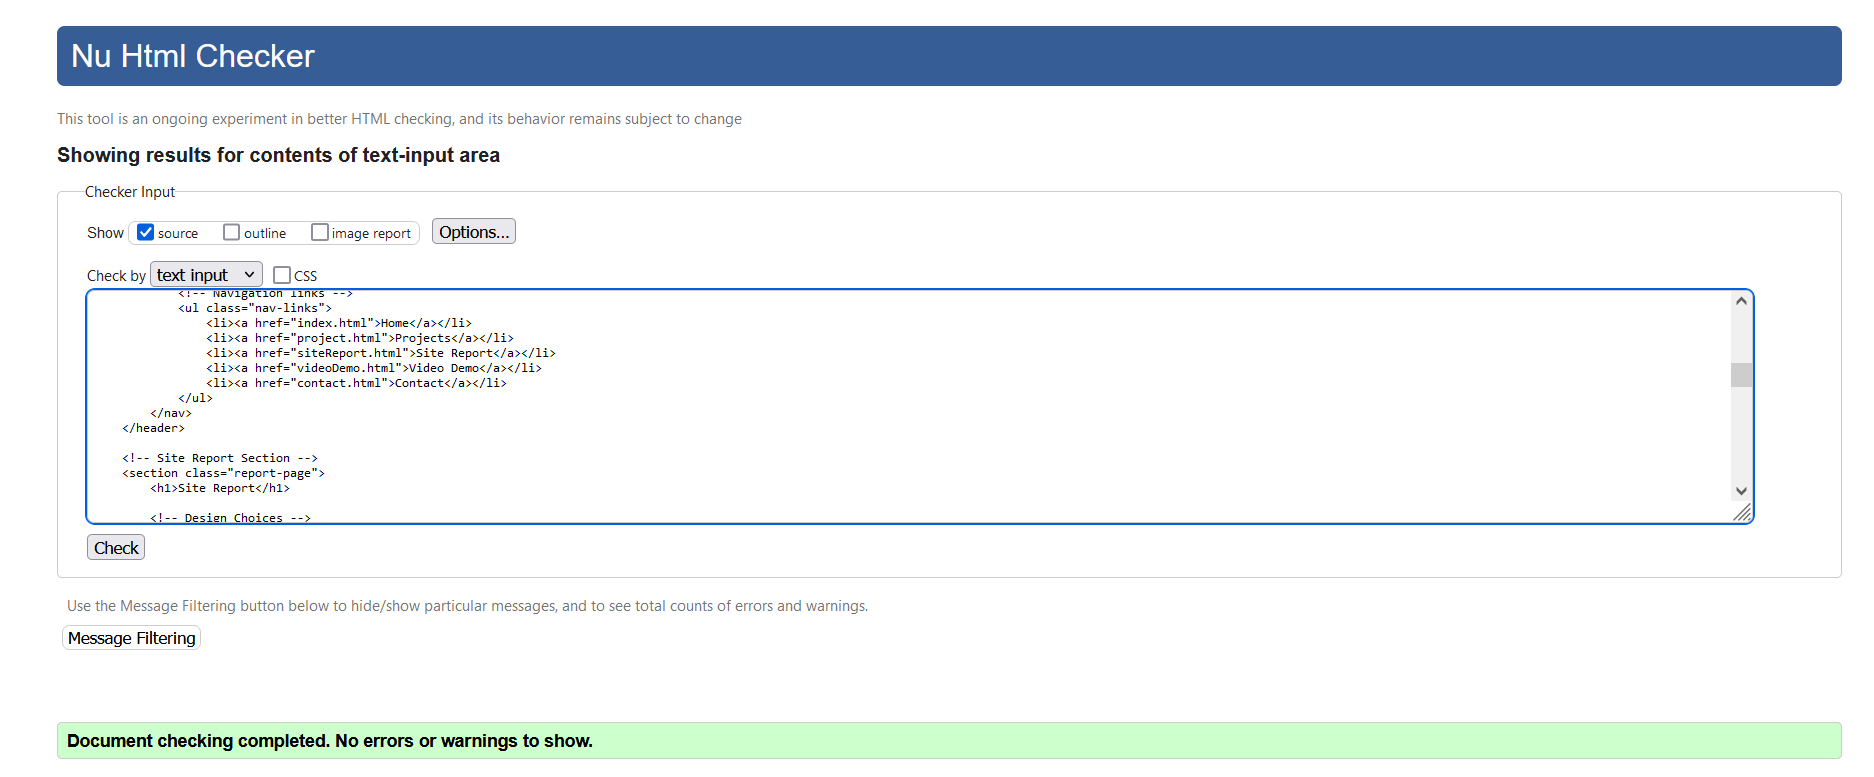 Nu Html Checker
This tool is an ongoing experiment in better HTML checking, and its behavior remains subject to change
Showing results for contents of text-input area
Checker Input
Show source outline image report Options...
Check by text input CSS
<!-- Navigation links -->
<ul class="nav-links">
<li><a href="index.html">Home</a></li>
<li><a href="project.html">Projects</a></li>
<li><a href="siteReport.html">Site Report</a></li>
<li><a href="videoDemo.html">Video Demo</a></li>
<li><a href="contact.html">Contact</a></li>
</ul>
</nav>
</header>
<!-- Site Report Section -->
<section class="report-page">
<h1>Site Report</h1>
<!-- Design Choices -->
Check
Use the Message Filtering button below to hide/show particular messages, and to see total counts of errors and warnings.
Message Filtering
Document checking completed. No errors or warnings to show.